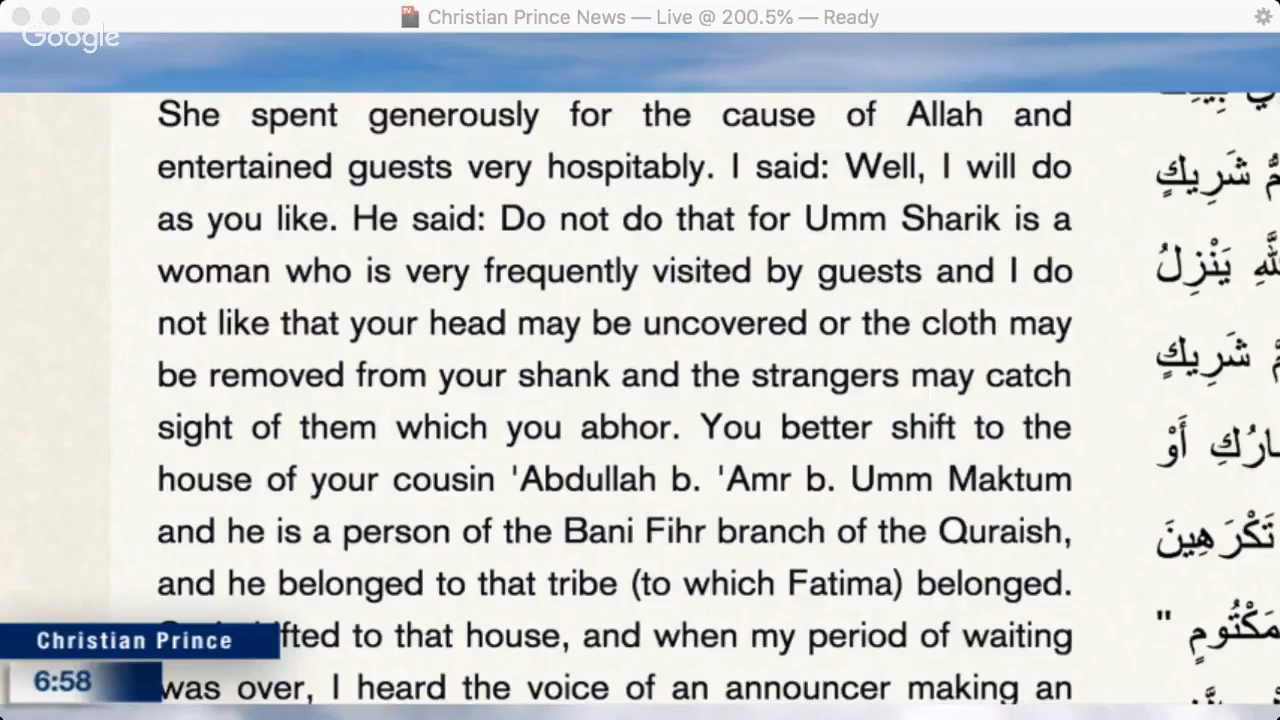 Christian Prince News — Live @ 200.5% — Ready
Google
She spent generously for the cause of Allah and
entertained guests very hospitably. I said: Well, I will do
as you like. He said: Do not do that for Umm Sharik is a
woman who is very frequently visited by guests and I do
not like that your head may be uncovered or the cloth may
be removed from your shank and the strangers may catch
sight of them which you abhor. You better shift to the
house of your cousin 'Abdullah b. 'Amr b. Umm Maktum
and he is a person of the Bani Fihr branch of the Quraish,
and he belonged to that tribe (to which Fatima) belonged.
to that house, and when my period of waiting
was over, I heard the voice of an announcer making an
شَرِيكٍ
يَنْزِلُ
شَرِيكٍ
أَوْ
تَكْرَهِينَ
مَكْتُومٍ "
Christian Prince
6:58